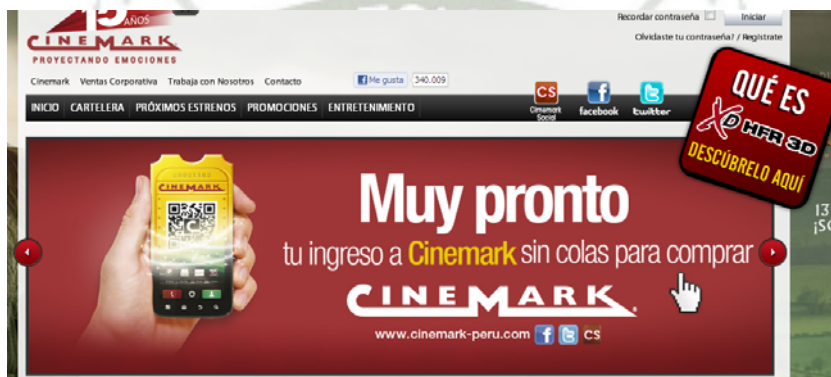 15 AÑOS
CINEMARK
PROYECTANDO EMOCIONES
Recordar contraseña Iniciar
Olvidaste tu contraseña? / Registrate
Cinemark Ventas Corporativa Trabaja con Nosotros Contacto
Me gusta 340.009
INICIO CARTELERA PRÓXIMOS ESTRENOS PROMOCIONES ENTRETENIMIENTO
CS
Cinemark Social facebook twitter
QUÉ ES
XD HFR 3D
DESCÚBRELO AQUÍ
CINEMARK
Muy pronto
tu ingreso a Cinemark sin colas para comprar
CINEMARK
www.cinemark-peru.com f CS
13